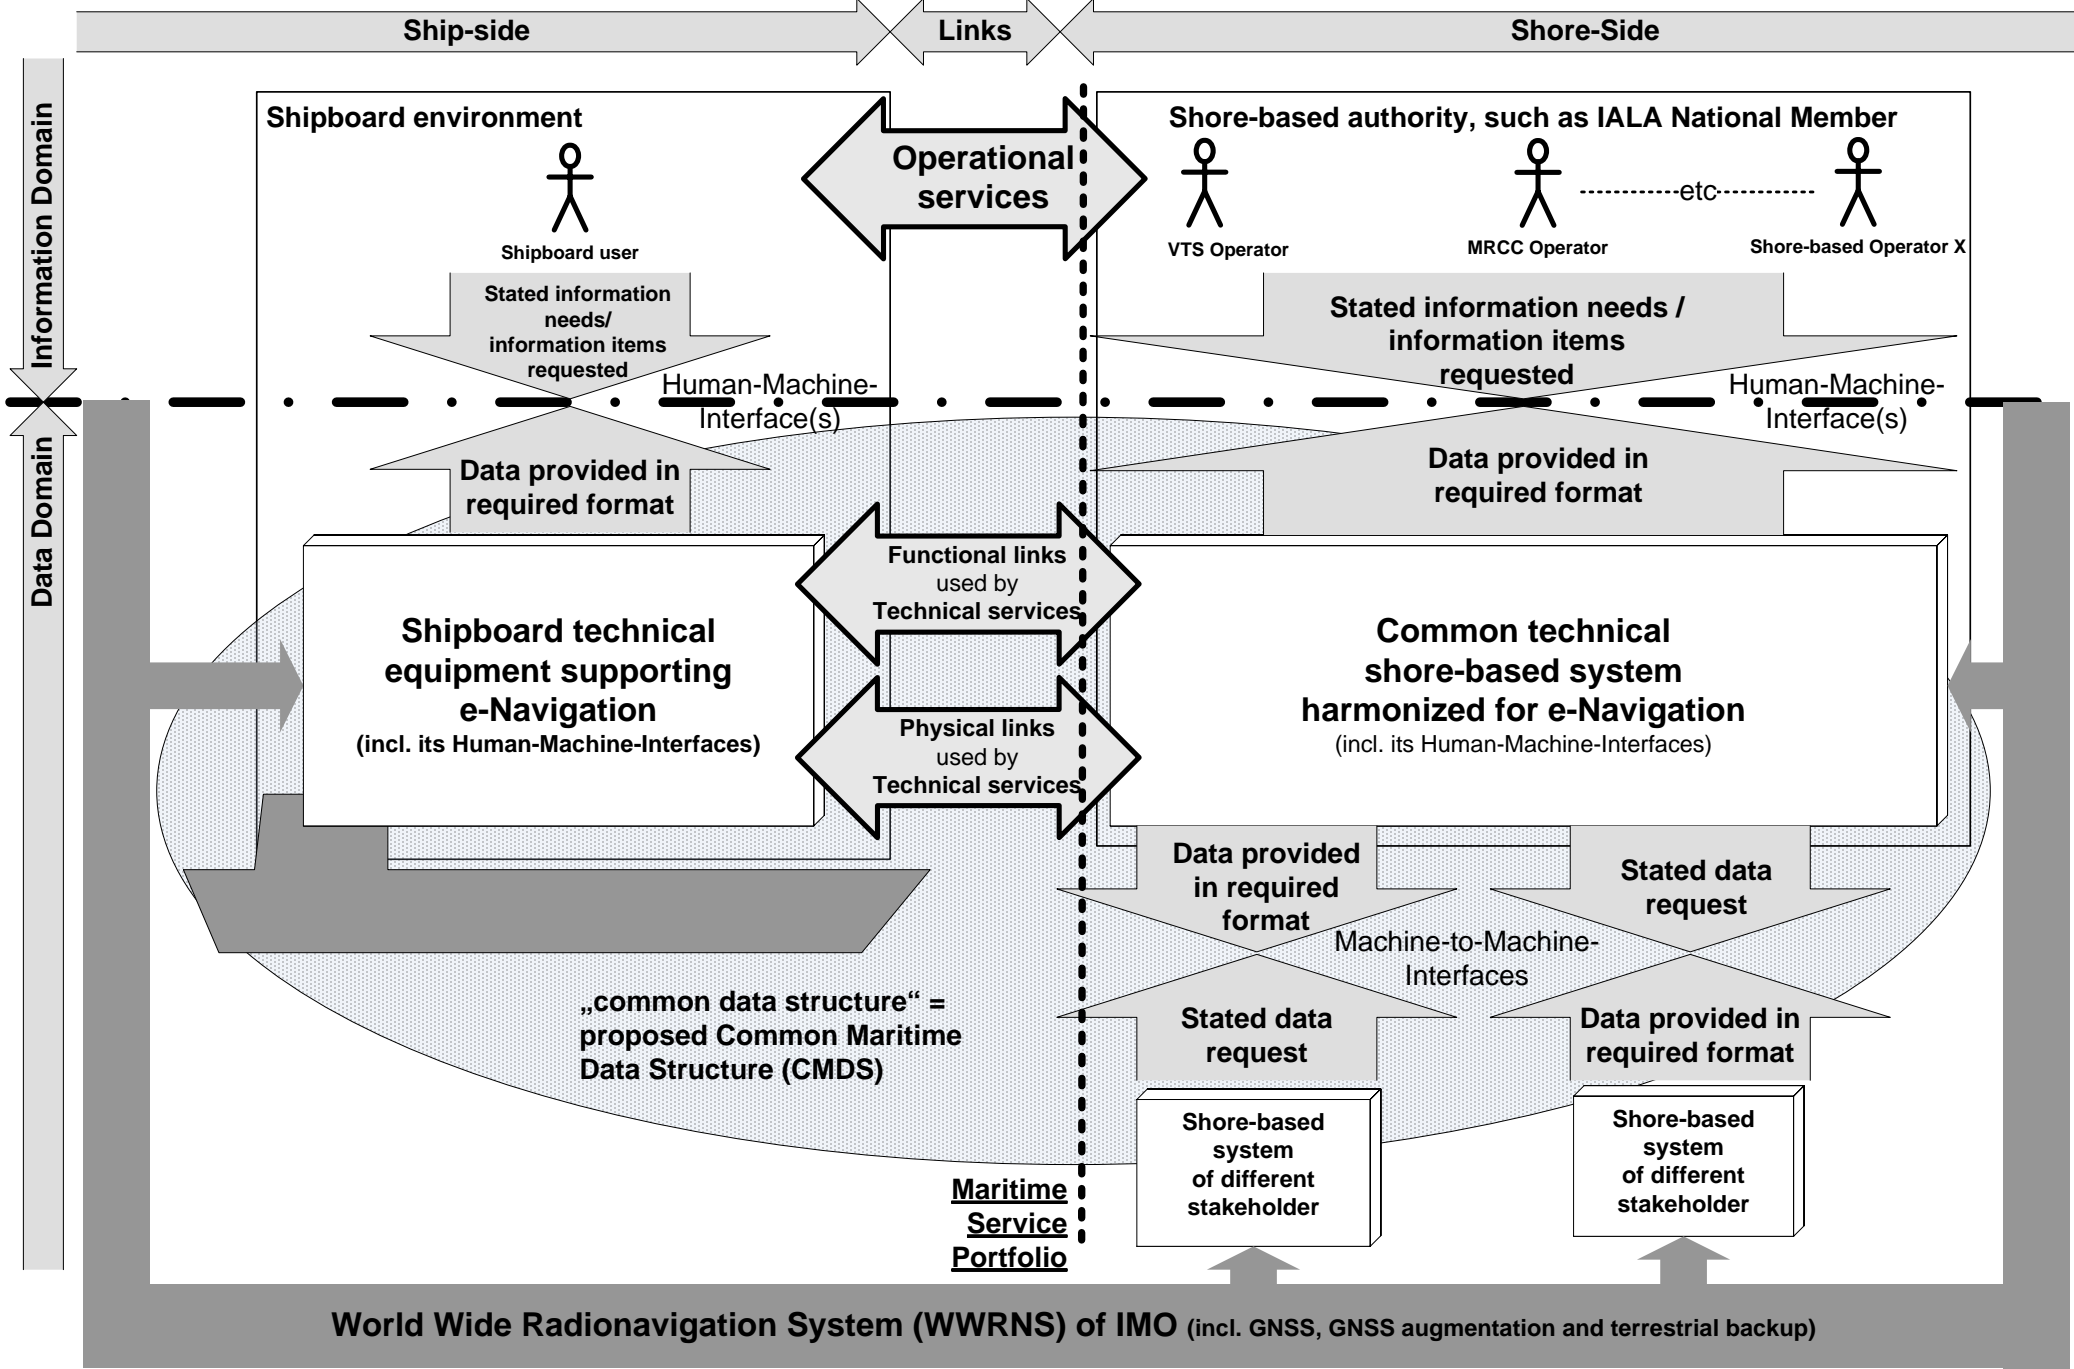 Ship-side
Links
Shore-Side
Information Domain
Data Domain
Shipboard environment
Shipboard user
Operational
services
Shore-based authority, such as IALA National Member
VTS Operator
MRCC Operator
etc
Shore-based Operator X
Stated information
needs/
information items
requested
Human-Machine-
Interface(s)
Data provided in
required format
Stated information needs /
information items
requested
Human-Machine-
Interface(s)
Data provided in
required format
Functional links
used by
Technical services
Shipboard technical
equipment supporting
e-Navigation
(incl. its Human-Machine-Interfaces)
Common technical
shore-based system
harmonized for e-Navigation
(incl. its Human-Machine-Interfaces)
Physical links
used by
Technical services
Data provided
in required
format
Stated data
request
Machine-to-Machine-
Interfaces
Stated data
request
Data provided in
required format
„common data structure“ =
proposed Common Maritime
Data Structure (CMDS)
Shore-based
system
of different
stakeholder
Shore-based
system
of different
stakeholder
Maritime
Service
Portfolio
World Wide Radionavigation System (WWRNS) of IMO (incl. GNSS, GNSS augmentation and terrestrial backup)